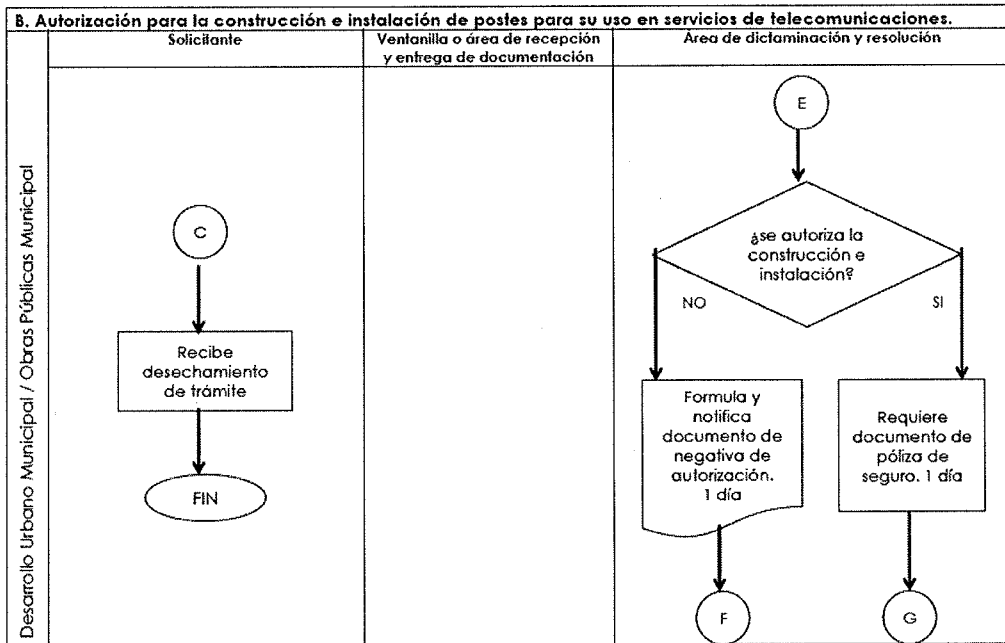 B. Autorización para la construcción e instalación de postes para su uso en servicios de telecomunicaciones.
Solicitante
Ventanilla o área de recepción
y entrega de documentación
Área de dictaminación y resolución
Desarrollo Urbano Municipal / Obras Públicas Municipal
C
Recibe
desechamiento
de trámite
FIN
E
¿se autoriza la
construcción e
instalación?
NO
SI
Formula y
notifica
documento de
negativa de
autorización.
1 día
Requiere
documento de
póliza de
seguro. 1 día
F
G